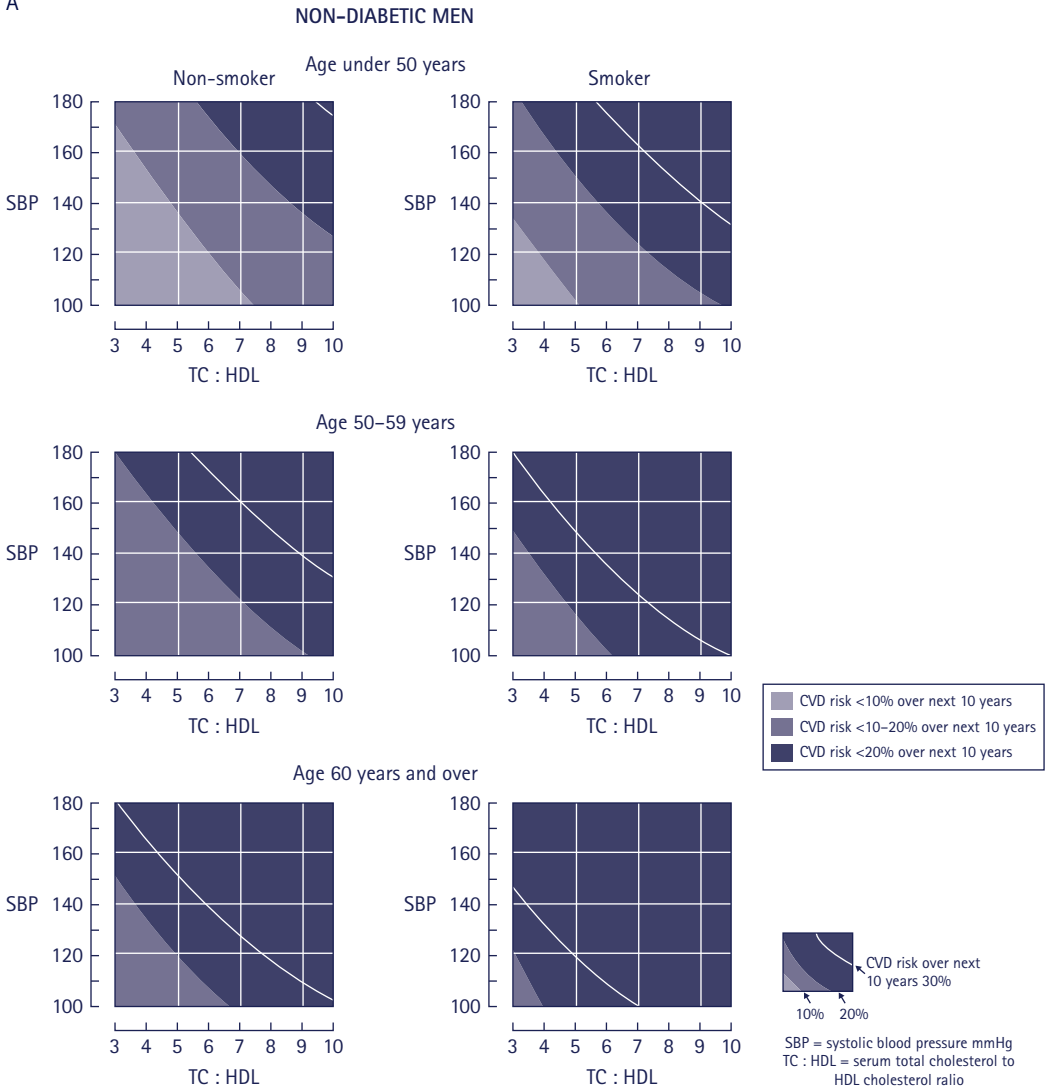 A
NON-DIABETIC MEN
Age under 50 years
Non-smoker
Smoker
180
160
SBP 140
120
100
3 4 5 6 7 8 9 10
TC : HDL
180
160
SBP 140
120
100
3 4 5 6 7 8 9 10
TC : HDL
Age 50–59 years
180
160
SBP 140
120
100
3 4 5 6 7 8 9 10
TC : HDL
180
160
SBP 140
120
100
3 4 5 6 7 8 9 10
TC : HDL
CVD risk <10% over next 10 years
CVD risk <10–20% over next 10 years
CVD risk <20% over next 10 years
Age 60 years and over
180
160
SBP 140
120
100
3 4 5 6 7 8 9 10
TC : HDL
180
160
SBP 140
120
100
3 4 5 6 7 8 9 10
TC : HDL
CVD risk over next
10 years 30%
10% 20%
SBP = systolic blood pressure mmHg
TC : HDL = serum total cholesterol to
HDL cholesterol ratio